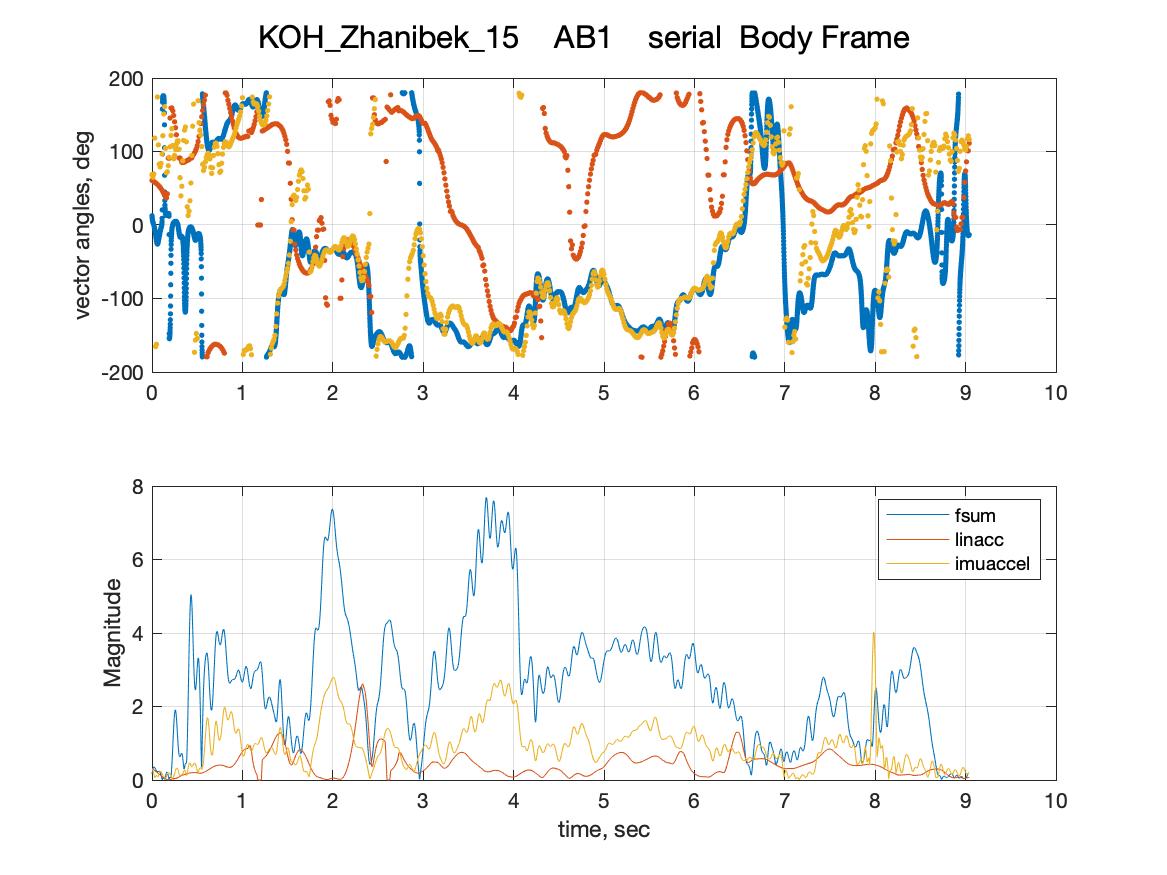 KOH_Zhanibek_15 AB1 serial Body Frame
200
100
0
-100
-200
vector angles, deg
0 1 2 3 4 5 6 7 8 9 10
8
6
4
2
0
Magnitude
fsum
linacc
imuaccel
0 1 2 3 4 5 6 7 8 9 10
time, sec